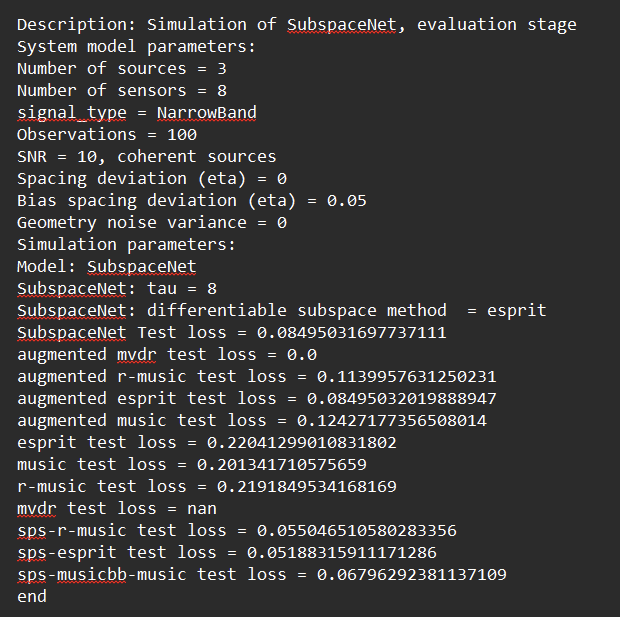 Description: Simulation of SubspaceNet, evaluation stage
System model parameters:
Number of sources = 3
Number of sensors = 8
signal_type = NarrowBand
Observations = 100
SNR = 10, coherent sources
Spacing deviation (eta) = 0
Bias spacing deviation (eta) = 0.05
Geometry noise variance = 0
Simulation parameters:
Model: SubspaceNet
SubspaceNet: tau = 8
SubspaceNet: differentiable subspace method  = esprit
SubspaceNet Test loss = 0.08495031697737111
augmented mvdr test loss = 0.0
augmented r-music test loss = 0.1139957631250231
augmented esprit test loss = 0.08495032019888947
augmented music test loss = 0.12427177356508014
esprit test loss = 0.22041299010831802
music test loss = 0.201341710575659
r-music test loss = 0.2191849534168169
mvdr test loss = nan
sps-r-music test loss = 0.055046510580283356
sps-esprit test loss = 0.05188315911171286
sps-musicbb-music test loss = 0.06796292381137109
end